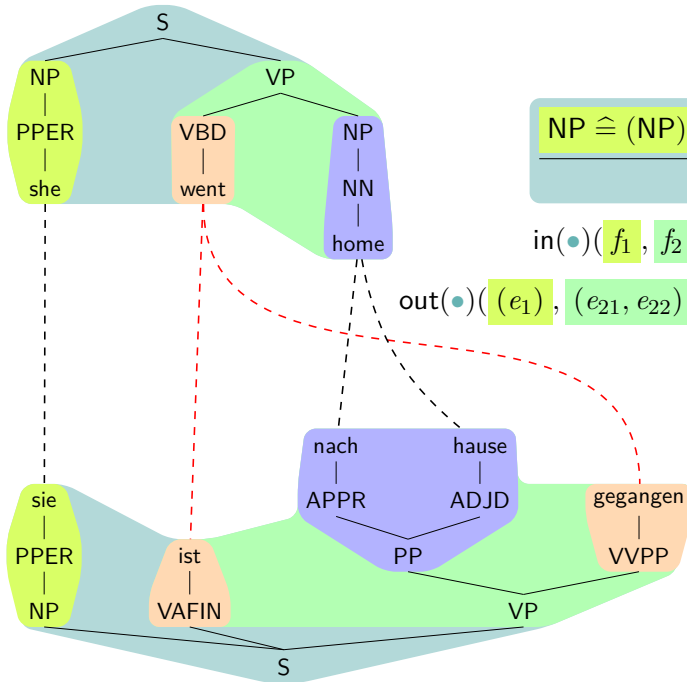 S
NP VP
PPER VBD NP
NP ≙ (NP)
she went NN
home
in(•)( f1 , f2
out(•)( (e1) , (e21, e22)
nach hause
sie APPR ADJD gegangen
PPER ist PP VVPP
NP VAFIN VP
S